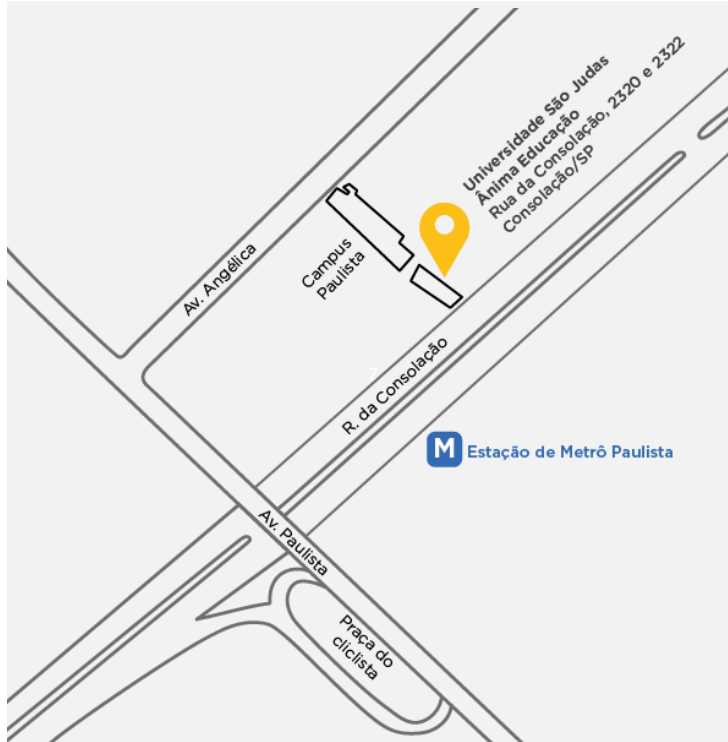 Universidade São Judas
Ânima Educação
Rua da Consolação, 2320 e 2322
Consolação/SP
Campus
Paulista
Av. Angélica
Z
R. da Consolação
M
Estação de Metrô Paulista
Av. Paulista
Praça do
cliclista